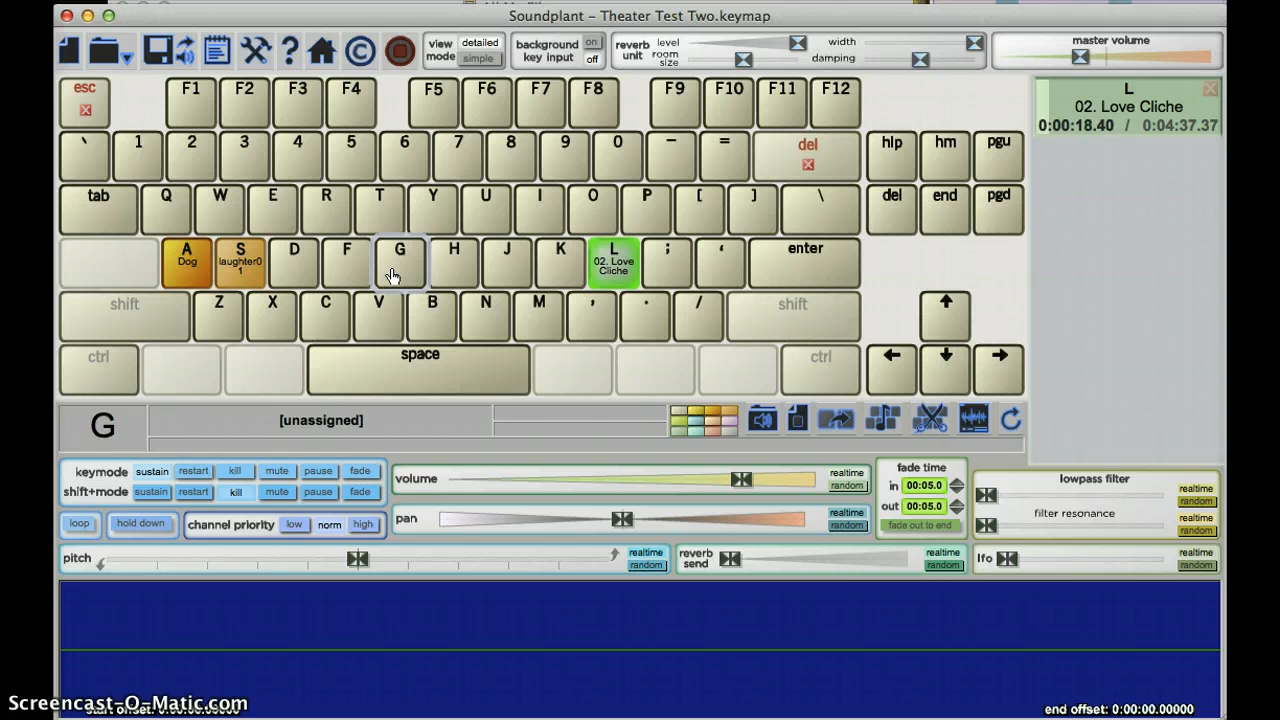 Soundplant - Theater Test Two.keymap
view mode detailed simple
background key input on off
reverb unit level room size width damping
master volume
esc F1 F2 F3 F4 F5 F6 F7 F8 F9 F10 F11 F12
L
02. Love Cliche
0:00:18.40 / 0:04:37.37
` 1 2 3 4 5 6 7 8 9 0 - = del hlp hm pgu
tab Q W E R T Y U I O P [ ] \ del end pgd
A S D F G H J K L ; ‘ enter
Dog laughter01 02. Love Cliche
shift Z X C V B N M , . / shift
ctrl space ctrl
G [unassigned]
keymode sustain restart kill mute pause fade
shift+mode sustain restart kill mute pause fade
loop hold down channel priority low norm high
volume realtime random
pan realtime random
fade time
in 00:05.0
out 00:05.0
fade out to end
lowpass filter realtime random
filter resonance realtime random
pitch realtime random
reverb send realtime random
lfo realtime random
Screencast-O-Matic.com
start offset: 0:00:00.00000
end offset: 0:00:00.00000